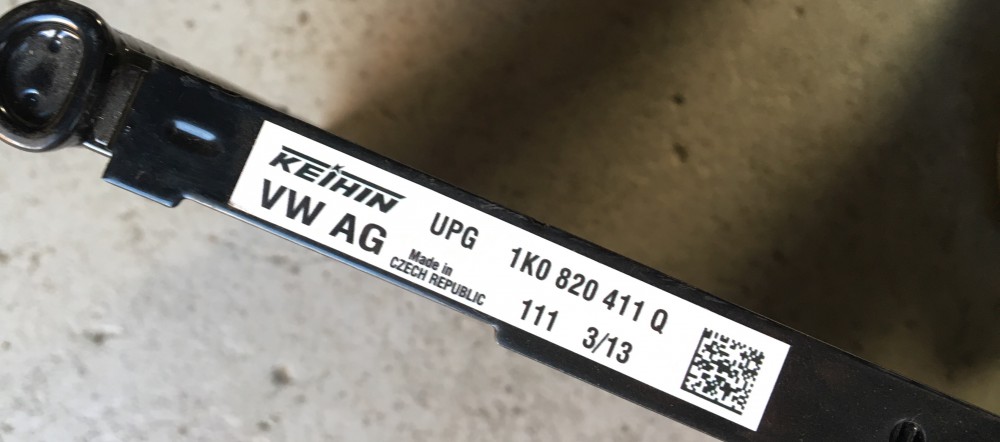 KEIHIN
VW AG
UPG 1K0 820 411 Q
Made in
CZECH REPUBLIC
111 3/13